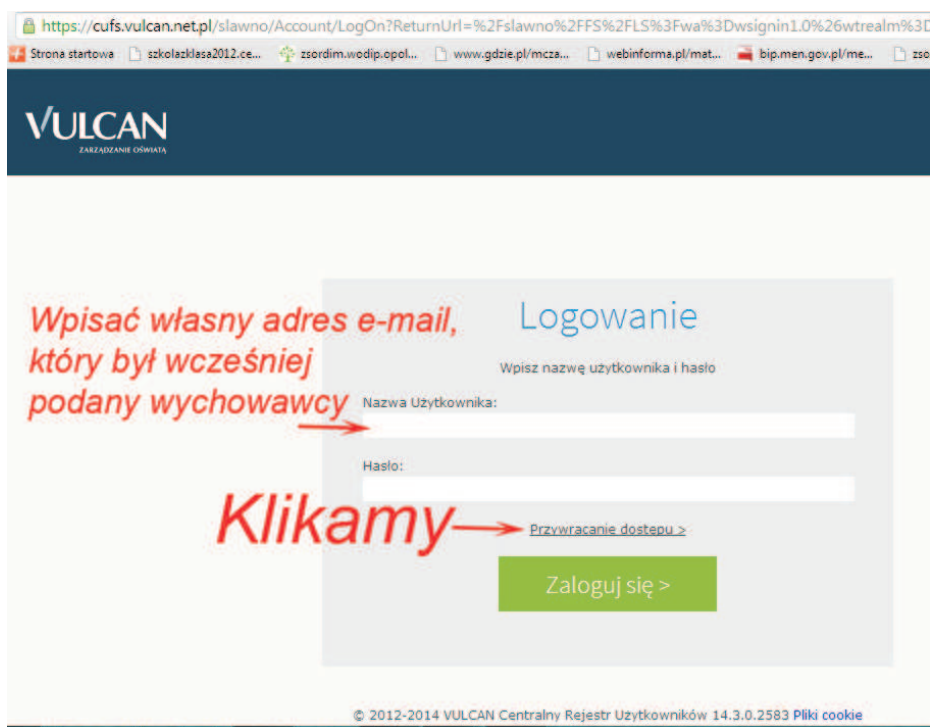 https://cufs.vulcan.net.pl/slawno/Account/LogOn?ReturnUrl=%2Fslawno%2FFS%2FLS%3Fwa%3Dwsignin1.0%26wtrealm%3D
Strona startowa szkolazklasa2012.ce... zsordim.wodip.opol... www.gdzie.pl/mcza... webinforma.pl/mat... bip.men.gov.pl/me... zso
VULCAN
ZARZĄDZANIE OŚWIATĄ
Logowanie
Wpisz nazwę użytkownika i hasło
Wpisać własny adres e-mail,
który był wcześniej
podany wychowawcy
Nazwa Użytkownika:
Hasło:
Klikamy
Przywracanie dostępu >
Zaloguj się >
© 2012-2014 VULCAN Centralny Rejestr Użytkowników 14.3.0.2583 Pliki cookie